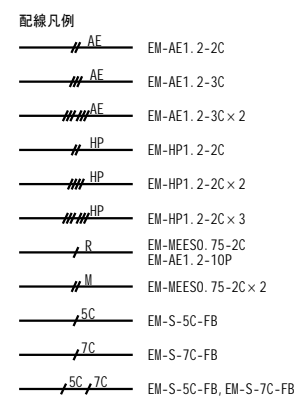 配線凡例
AE EM-AE1.2-2C
AE EM-AE1.2-3C
AE EM-AE1.2-3C×2
HP EM-HP1.2-2C
HP EM-HP1.2-2C×2
HP EM-HP1.2-2C×3
R EM-MEES0.75-2C
EM-AE1.2-10P
M EM-MEES0.75-2C×2
5C EM-S-5C-FB
7C EM-S-7C-FB
5C 7C EM-S-5C-FB, EM-S-7C-FB